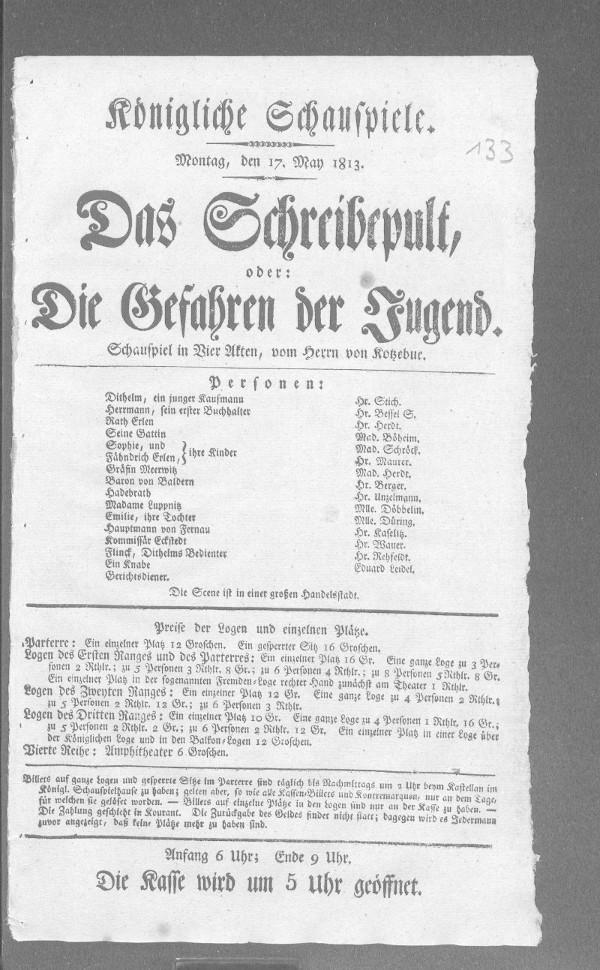 Königliche Schauspiele.
133
Montag, den 17. May 1813.
Das Schreibepult,
oder:
Die Gefahren der Jugend.
Schauspiel in Vier Akten, vom Herrn von Kotzebue.
Personen:
Dithelm, ein junger Kaufmann Hr. Stich.
Herrmann, sein erster Buchhalter Hr. Bessel S.
Rath Erlen Hr. Herdt.
Seine Gattin Mad. Böheim.
Sophie, und Mad. Schröck.
Fähndrich Erlen, } ihre Kinder Hr. Maurer.
Gräfin Meerwitz Mad. Herdt.
Baron von Baldern Hr. Berger.
Hadebrath Hr. Unzelmann.
Madame Luppnitz Mlle. Döbbelin.
Emilie, ihre Tochter Mlle. Düring.
Hauptmann von Fernau Hr. Kaselitz.
Kommissär Eckstedt Hr. Wauer.
Flinck, Dithelms Bedienter Hr. Rehfeldt.
Ein Knabe Eduard Leidel.
Gerichtsdiener.
Die Scene ist in einer großen Handelsstadt.
Preise der Logen und einzelnen Plätze.
Parterre: Ein einzelner Platz 12 Groschen. Ein gesperrter Sitz 16 Groschen.
Logen des Ersten Ranges und des Parterres: Ein einzelner Platz 16 Gr. Eine ganze Loge zu 3 Per-
sonen 2 Rthlr.; zu 5 Personen 3 Rthlr. 8 Gr.; zu 6 Personen 4 Rthlr.; zu 8 Personen 5 Rthlr. 8 Gr.
Ein einzelner Platz in der sogenannten Fremden-Loge rechter Hand zunächst am Theater 1 Rthlr.
Logen des Zweyten Ranges: Ein einzelner Platz 12 Gr. Eine ganze Loge zu 4 Personen 2 Rthlr.;
zu 5 Personen 2 Rthlr. 12 Gr.; zu 6 Personen 3 Rthlr.
Logen des Dritten Ranges: Ein einzelner Platz 10 Gr. Eine ganze Loge zu 4 Personen 1 Rthlr. 16 Gr.;
zu 5 Personen 2 Rthlr. 2 Gr.; zu 6 Personen 2 Rthlr. 12 Gr. Ein einzelner Platz in einer Loge über
der Königlichen Loge und in den Balkon-Logen 12 Groschen.
Vierte Reihe: Amphitheater 6 Groschen.
Billets auf ganze Logen und gesperrte Sitze im Parterre sind täglich bis Nachmittags um 2 Uhr beym Kastellan im
Königl. Schauspielhause zu haben; gelten aber, so wie alle Kassen-Billets und Kontremarquen, nur an dem Tage,
für welchen sie gelöset worden. — Billets auf einzelne Plätze in den Logen sind nur an der Kasse zu haben. —
Die Zahlung geschieht in Kourant. Die Zurückgabe des Geldes findet nicht statt; dagegen wird es Jedermann
zuvor angezeigt, daß keine Plätze mehr zu haben sind.
Anfang 6 Uhr; Ende 9 Uhr.
Die Kasse wird um 5 Uhr geöffnet.